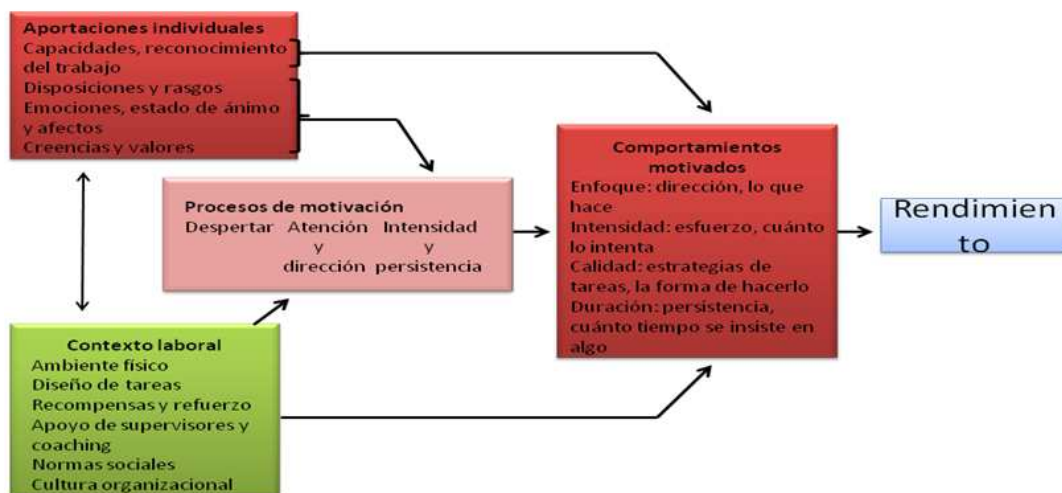 Aportaciones individuales
Capacidades, reconocimiento
del trabajo
Disposiciones y rasgos
Emociones, estado de ánimo
y afectos
Creencias y valores
Procesos de motivación
Despertar Atención Intensidad
y y
dirección persistencia
Comportamientos
motivados
Enfoque: dirección, lo que
hace
Intensidad: esfuerzo, cuánto
lo intenta
Calidad: estrategias de
tareas, la forma de hacerlo
Duración: persistencia,
cuánto tiempo se insiste en
algo
Rendimien
to
Contexto laboral
Ambiente físico
Diseño de tareas
Recompensas y refuerzo
Apoyo de supervisores y
coaching
Normas sociales
Cultura organizacional